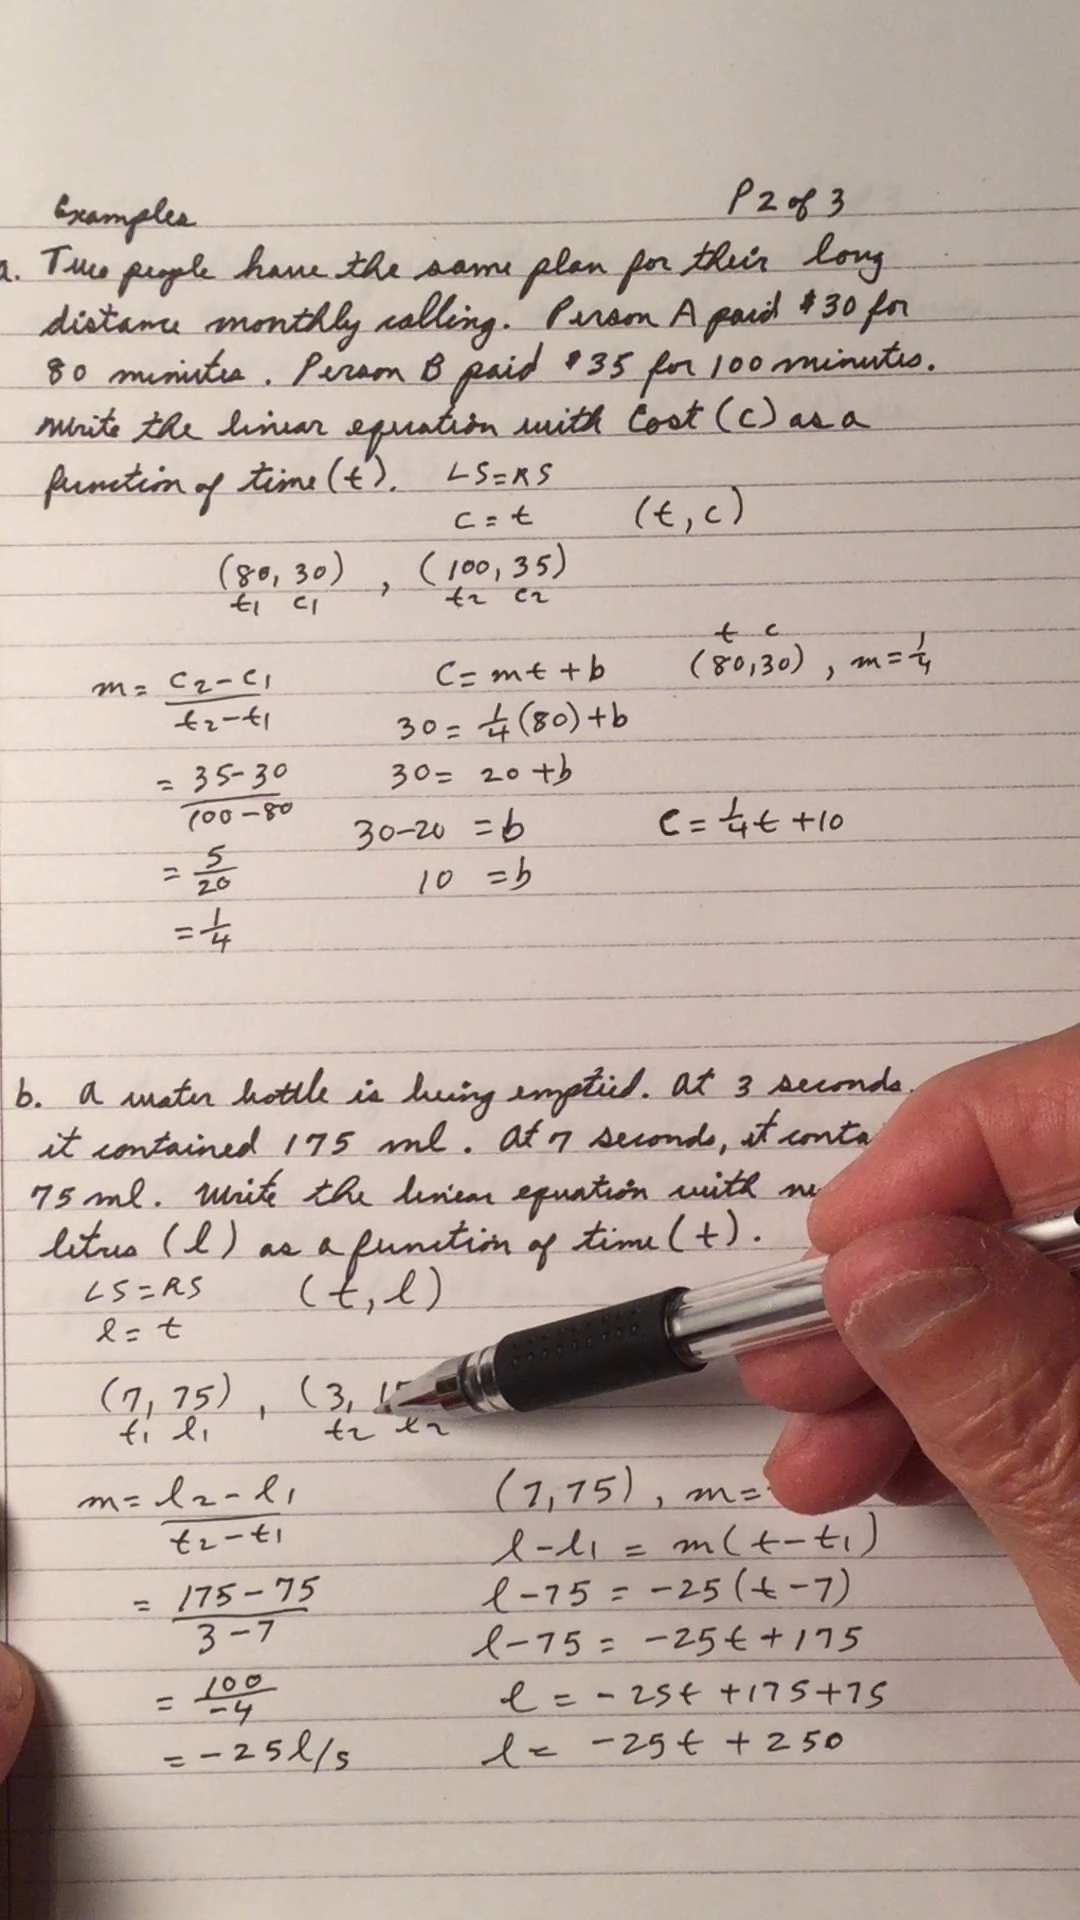 Examples
P2 of 3
a. Two people have the same plan for their long
distance monthly calling. Person A paid $30 for
80 minutes. Person B paid $35 for 100 minutes.
Write the linear equation with Cost (C) as a
function of time (t). LS=RS
C = t (t, c)
(80, 30) , (100, 35)
t1 c1 t2 c2
t c
(80,30) , m=1/4
m= C2-C1 / t2-t1
C= mt + b
30= 1/4(80)+b
= 35-30 / 100-80
30= 20+b
30-20 =b
C= 1/4t +10
= 5/20
10 =b
= 1/4
b. A water bottle is being emptied. At 3 seconds
it contained 175 ml. At 7 seconds, it conta
75 ml. Write the linear equation with
litres (l) as a function of time (t).
LS=RS (t, l)
l = t
(7, 75) , (3,
t1 l1 t2 l2
m= l2-l1 / t2-t1
(7,75) , m=
l-l1 = m(t-t1)
= 175-75 / 3-7
l-75 = -25(t-7)
l-75 = -25t+175
= 100/-4
l = -25t +175+75
= -25l/s
l= -25t + 250